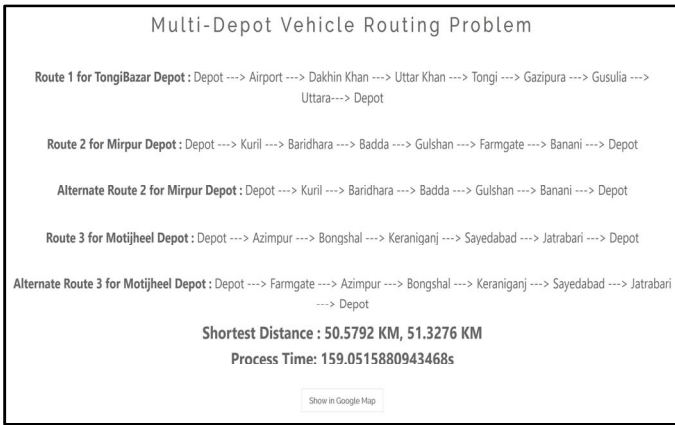 Multi-Depot Vehicle Routing Problem
Route 1 for TongiBazar Depot : Depot ---> Airport ---> Dakhin Khan ---> Uttar Khan ---> Tongi ---> Gazipura ---> Gusulia --->
Uttara---> Depot
Route 2 for Mirpur Depot : Depot ---> Kuril ---> Baridhara ---> Badda ---> Gulshan ---> Farmgate ---> Banani ---> Depot
Alternate Route 2 for Mirpur Depot : Depot ---> Kuril ---> Baridhara ---> Badda ---> Gulshan ---> Banani ---> Depot
Route 3 for Motijheel Depot : Depot ---> Azimpur ---> Bongshal ---> Keraniganj ---> Sayedabad ---> Jatrabari ---> Depot
Alternate Route 3 for Motijheel Depot : Depot ---> Farmgate ---> Azimpur ---> Bongshal ---> Keraniganj ---> Sayedabad ---> Jatrabari
---> Depot
Shortest Distance : 50.5792 KM, 51.3276 KM
Process Time: 159.0515880943468s
Show in Google Map